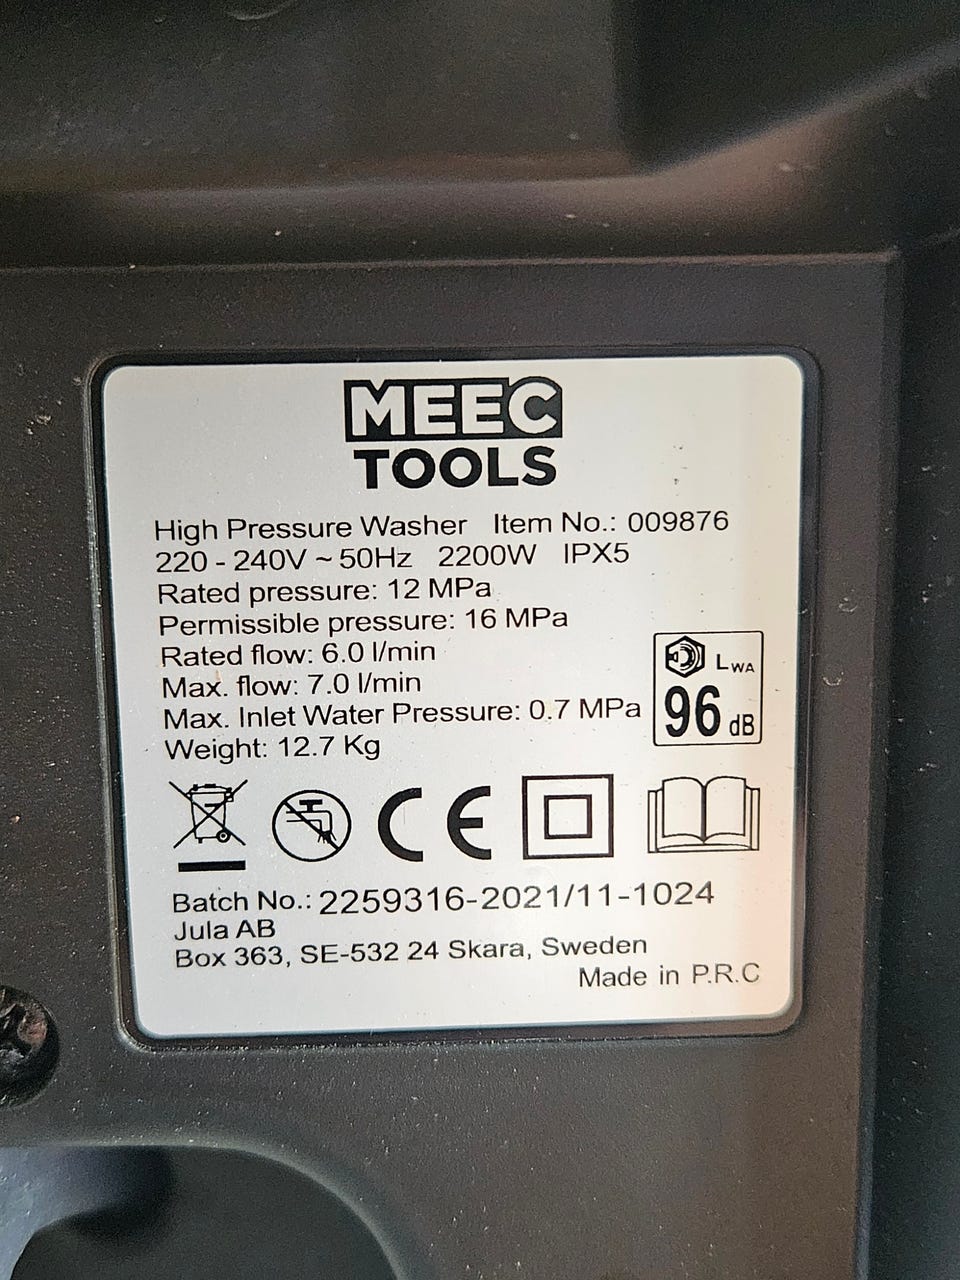 MEEC
TOOLS
High Pressure Washer Item No.: 009876
220 - 240V ~ 50Hz 2200W IPX5
Rated pressure: 12 MPa
Permissible pressure: 16 MPa
Rated flow: 6.0 l/min
Max. flow: 7.0 l/min
Max. Inlet Water Pressure: 0.7 MPa
Weight: 12.7 Kg
LWA
96 dB
CE
Batch No.: 2259316-2021/11-1024
Jula AB
Box 363, SE-532 24 Skara, Sweden
Made in P.R.C